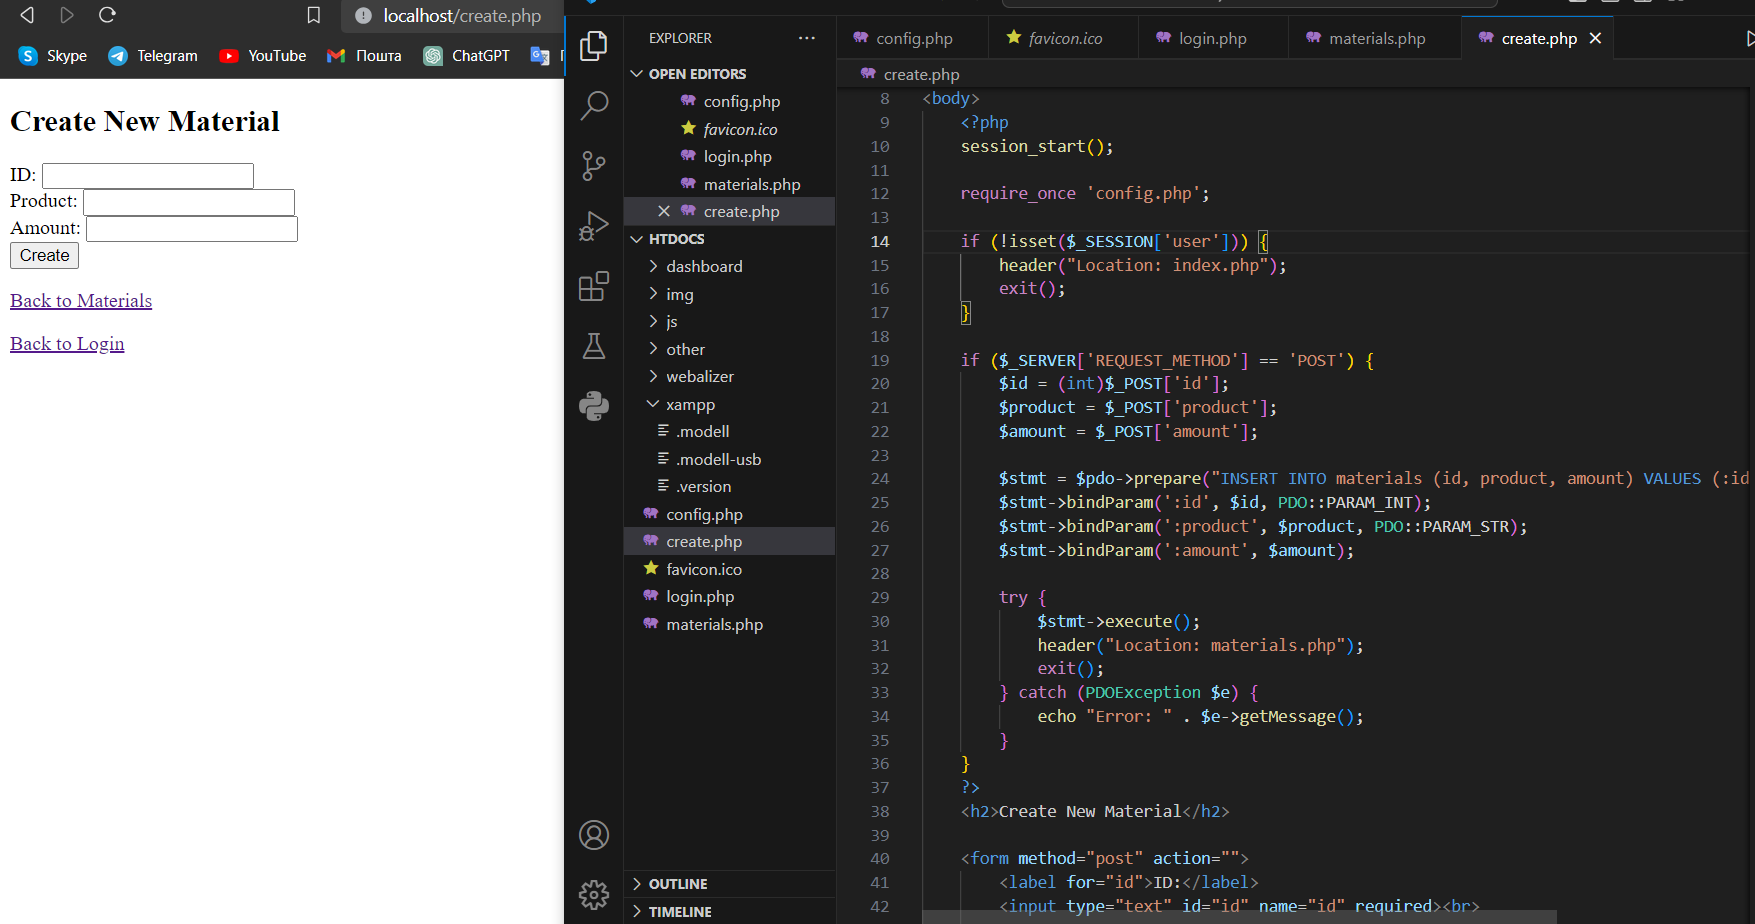 localhost/create.php
Skype Telegram YouTube Пошта ChatGPT
Create New Material
ID:
Product:
Amount:
Create
Back to Materials
Back to Login
EXPLORER
OPEN EDITORS
config.php
favicon.ico
login.php
materials.php
create.php
HTDOCS
dashboard
img
js
other
webalizer
xampp
.modell
.modell-usb
.version
config.php
create.php
favicon.ico
login.php
materials.php
OUTLINE
TIMELINE
config.php favicon.ico login.php materials.php create.php
create.php
8 <body>
9     <?php
10     session_start();
11
12     require_once 'config.php';
13
14     if (!isset($_SESSION['user'])) {
15         header("Location: index.php");
16         exit();
17     }
18
19     if ($_SERVER['REQUEST_METHOD'] == 'POST') {
20         $id = (int)$_POST['id'];
21         $product = $_POST['product'];
22         $amount = $_POST['amount'];
23
24         $stmt = $pdo->prepare("INSERT INTO materials (id, product, amount) VALUES (:id
25         $stmt->bindParam(':id', $id, PDO::PARAM_INT);
26         $stmt->bindParam(':product', $product, PDO::PARAM_STR);
27         $stmt->bindParam(':amount', $amount);
28
29         try {
30             $stmt->execute();
31             header("Location: materials.php");
32             exit();
33         } catch (PDOException $e) {
34             echo "Error: " . $e->getMessage();
35         }
36     }
37     ?>
38     <h2>Create New Material</h2>
39
40     <form method="post" action="">
41         <label for="id">ID:</label>
42         <input type="text" id="id" name="id" required><br>